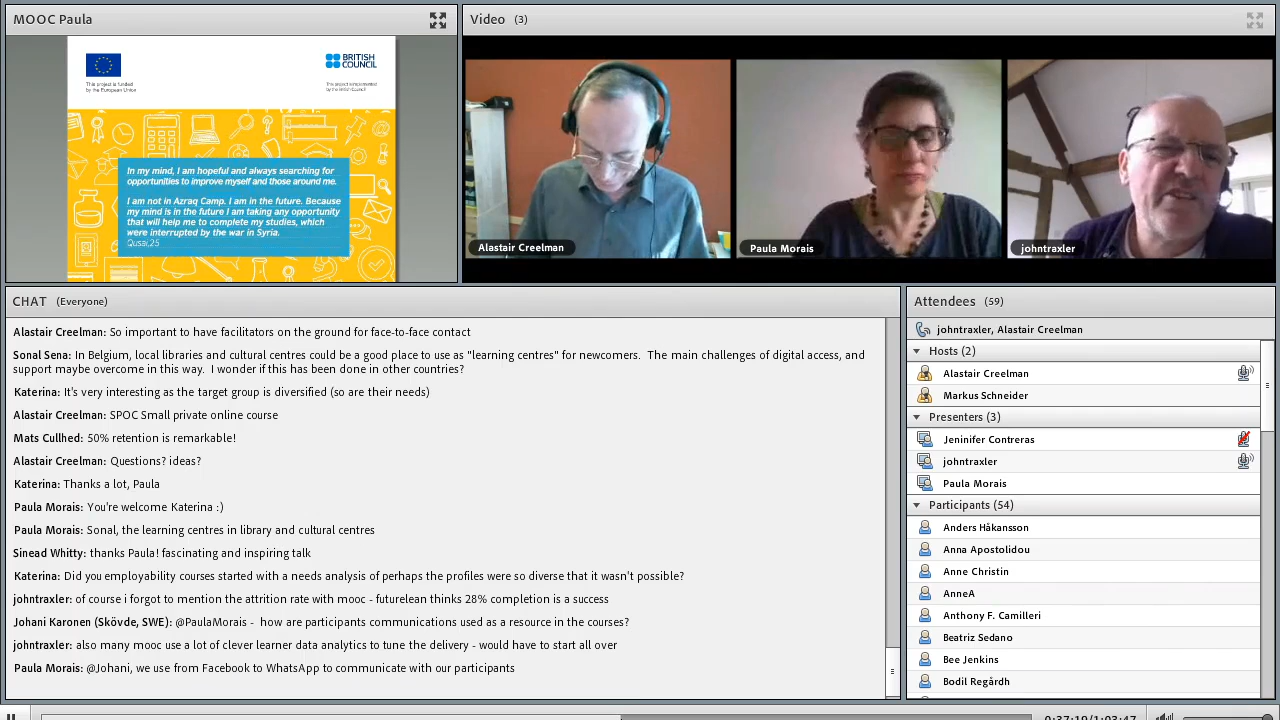 MOOC Paula
This project is funded
by the European Union
BRITISH
COUNCIL
This project is implemented
by the British Council
In my mind, I am hopeful and always searching for
opportunities to improve myself and those around me.
I am not in Azraq Camp. I am in the future. Because
my mind is in the future I am taking any opportunity
that will help me to complete my studies, which
were interrupted by the war in Syria.
Qusai,25
Video (3)
Alastair Creelman
Paula Morais
johntraxler
CHAT (Everyone)
Alastair Creelman: So important to have facilitators on the ground for face-to-face contact
Sonal Sena: In Belgium, local libraries and cultural centres could be a good place to use as "learning centres" for newcomers. The main challenges of digital access, and
support maybe overcome in this way. I wonder if this has been done in other countries?
Katerina: It's very interesting as the target group is diversified (so are their needs)
Alastair Creelman: SPOC Small private online course
Mats Cullhed: 50% retention is remarkable!
Alastair Creelman: Questions? ideas?
Katerina: Thanks a lot, Paula
Paula Morais: You're welcome Katerina :)
Paula Morais: Sonal, the learning centres in library and cultural centres
Sinead Whitty: thanks Paula! fascinating and inspiring talk
Katerina: Did you employability courses started with a needs analysis of perhaps the profiles were so diverse that it wasn't possible?
johntraxler: of course i forgot to mention the attrition rate with mooc - futurelean thinks 28% completion is a success
Johani Karonen (Skövde, SWE): @PaulaMorais - how are participants communications used as a resource in the courses?
johntraxler: also many mooc use a lot of clever learner data analytics to tune the delivery - would have to start all over
Paula Morais: @Johani, we use from Facebook to WhatsApp to communicate with our participants
Attendees (59)
johntraxler, Alastair Creelman
Hosts (2)
Alastair Creelman
Markus Schneider
Presenters (3)
Jeninifer Contreras
johntraxler
Paula Morais
Participants (54)
Anders Håkansson
Anna Apostolidou
Anne Christin
AnneA
Anthony F. Camilleri
Beatriz Sedano
Bee Jenkins
Bodil Regårdh
0:37:19/1:03:47